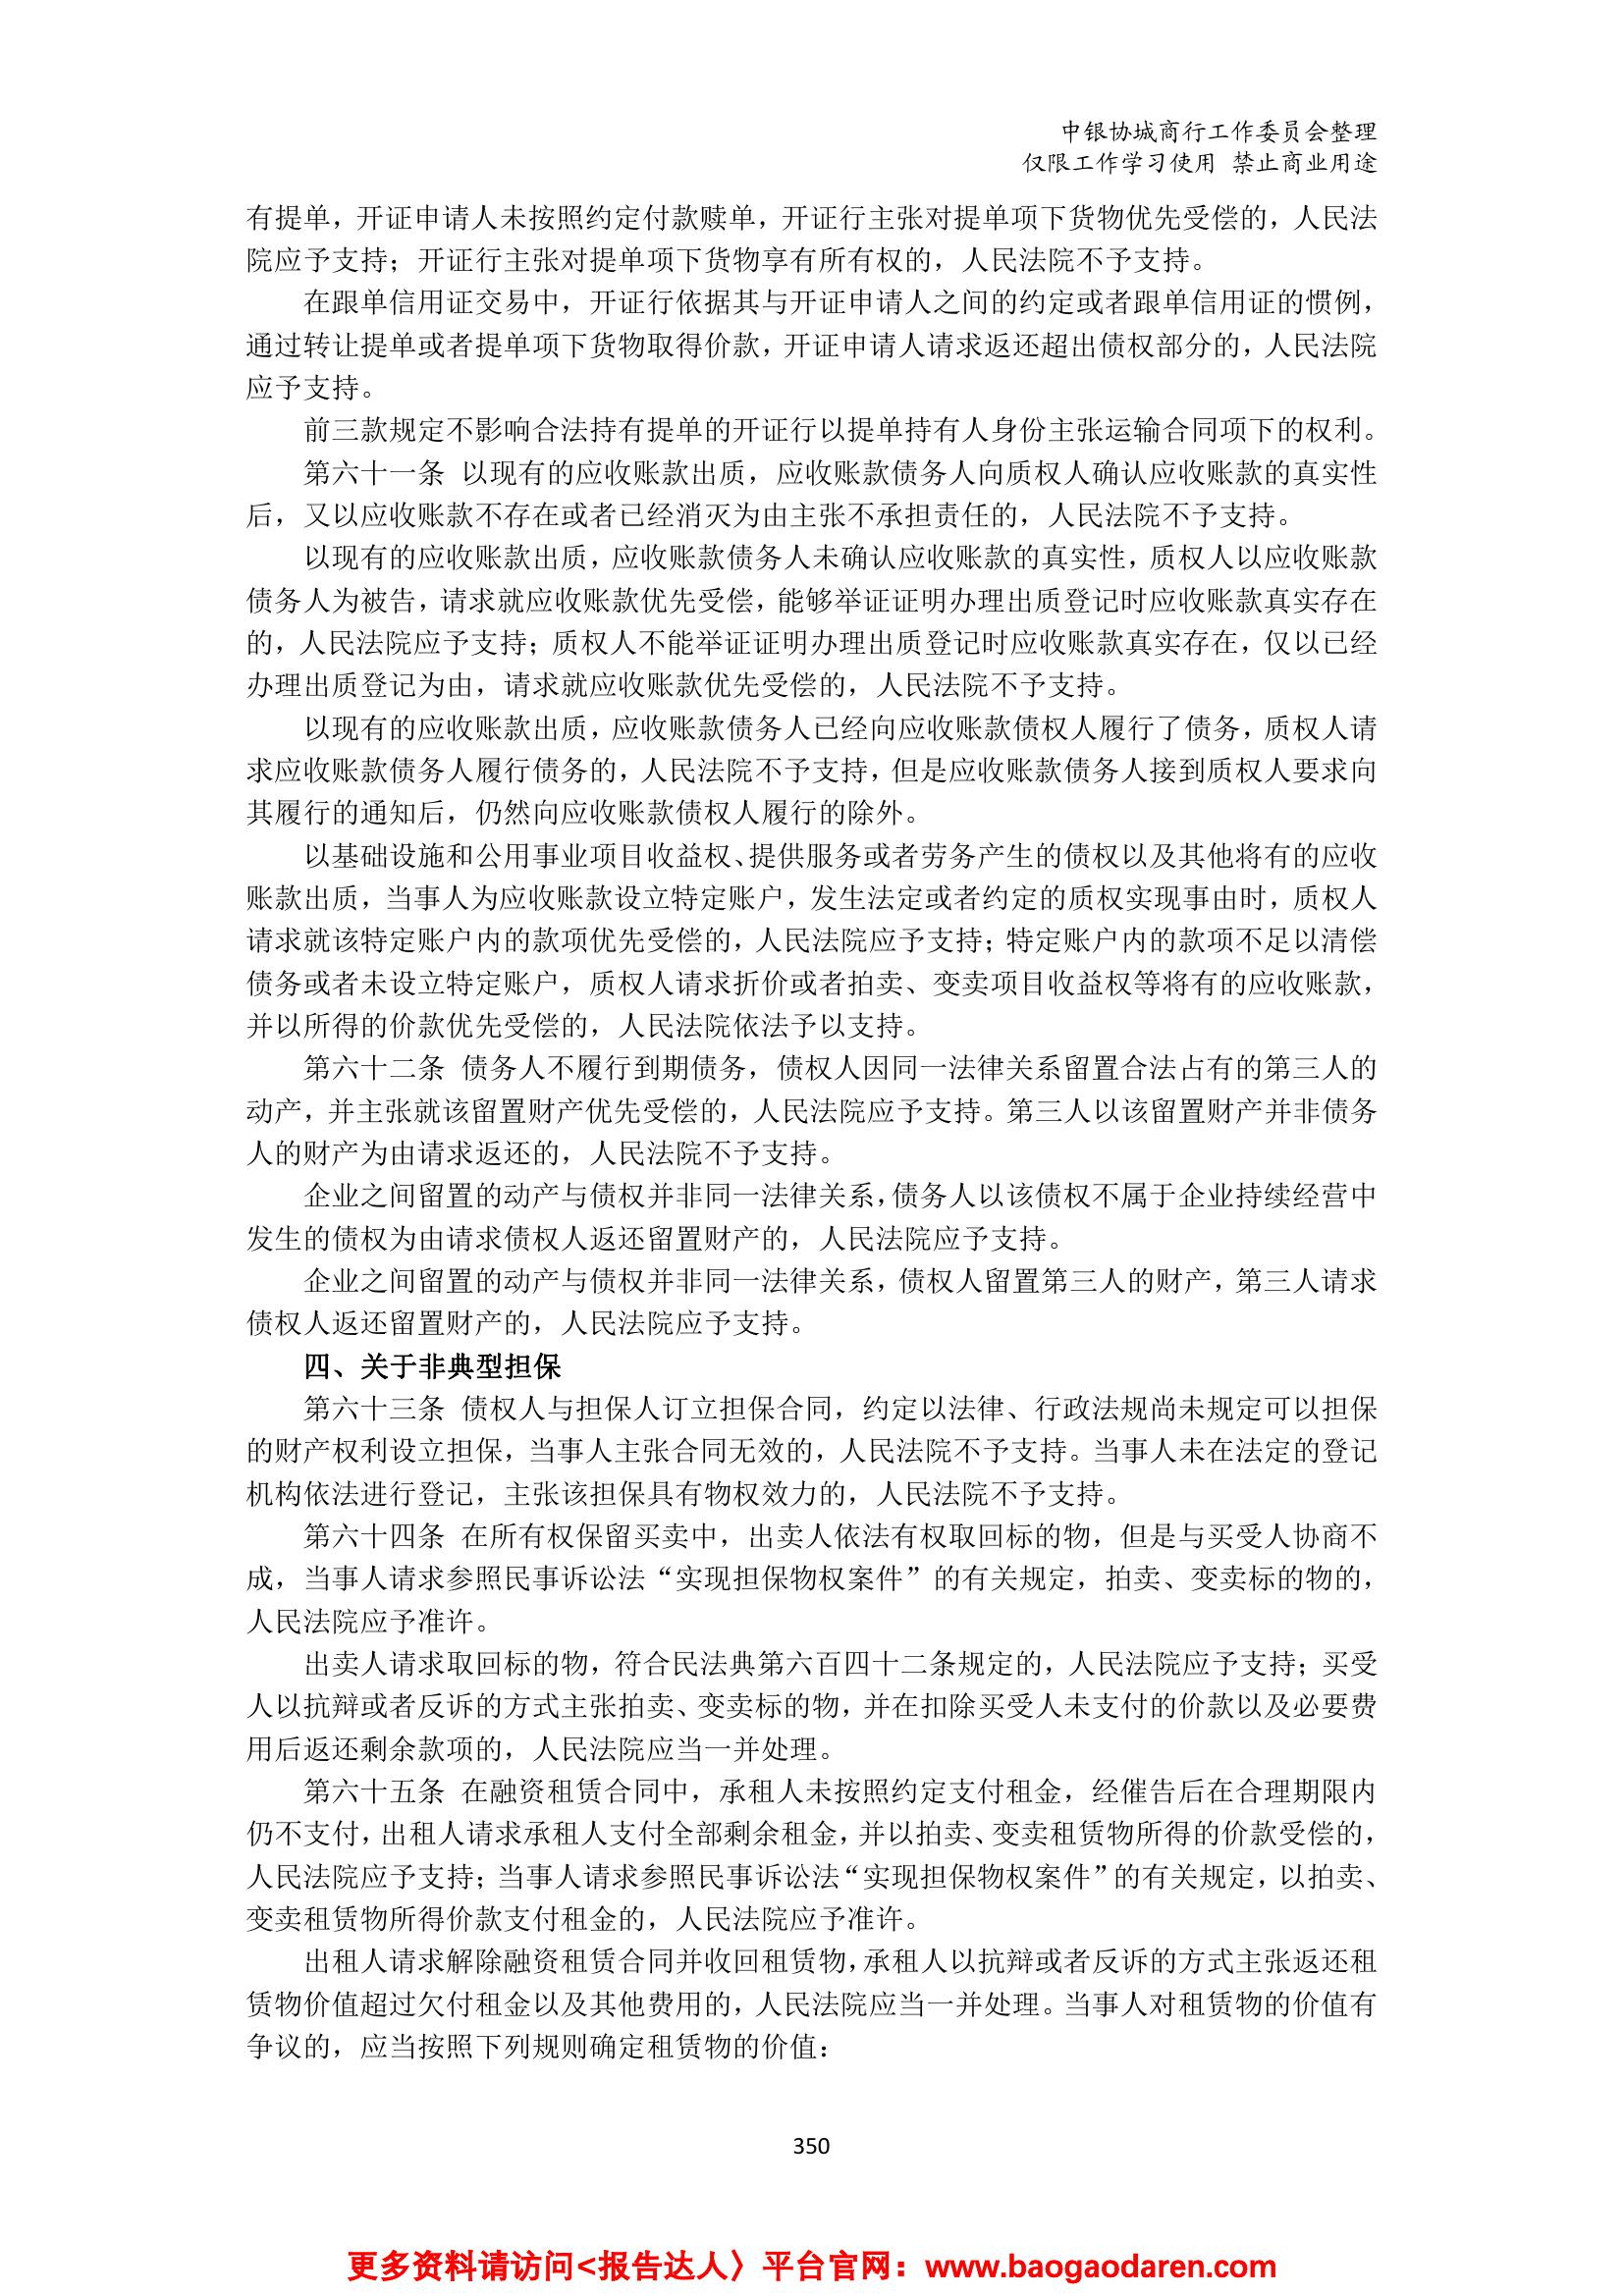 中银协城商行工作委员会整理
仅限工作学习使用 禁止商业用途
有提单，开证申请人未按照约定付款赎单，开证行主张对提单项下货物优先受偿的，人民法
院应予支持；开证行主张对提单项下货物享有所有权的，人民法院不予支持。
在跟单信用证交易中，开证行依据其与开证申请人之间的约定或者跟单信用证的惯例，
通过转让提单或者提单项下货物取得价款，开证申请人请求返还超出债权部分的，人民法院
应予支持。
前三款规定不影响合法持有提单的开证行以提单持有人身份主张运输合同项下的权利。
第六十一条 以现有的应收账款出质，应收账款债务人向质权人确认应收账款的真实性
后，又以应收账款不存在或者已经消灭为由主张不承担责任的，人民法院不予支持。
以现有的应收账款出质，应收账款债务人未确认应收账款的真实性，质权人以应收账款
债务人为被告，请求就应收账款优先受偿，能够举证证明办理出质登记时应收账款真实存在
的，人民法院应予支持；质权人不能举证证明办理出质登记时应收账款真实存在，仅以已经
办理出质登记为由，请求就应收账款优先受偿的，人民法院不予支持。
以现有的应收账款出质，应收账款债务人已经向应收账款债权人履行了债务，质权人请
求应收账款债务人履行债务的，人民法院不予支持，但是应收账款债务人接到质权人要求向
其履行的通知后，仍然向应收账款债权人履行的除外。
以基础设施和公用事业项目收益权、提供服务或者劳务产生的债权以及其他将有的应收
账款出质，当事人为应收账款设立特定账户，发生法定或者约定的质权实现事由时，质权人
请求就该特定账户内的款项优先受偿的，人民法院应予支持；特定账户内的款项不足以清偿
债务或者未设立特定账户，质权人请求折价或者拍卖、变卖项目收益权等将有的应收账款，
并以所得的价款优先受偿的，人民法院依法予以支持。
第六十二条 债务人不履行到期债务，债权人因同一法律关系留置合法占有的第三人的
动产，并主张就该留置财产优先受偿的，人民法院应予支持。第三人以该留置财产并非债务
人的财产为由请求返还的，人民法院不予支持。
企业之间留置的动产与债权并非同一法律关系，债务人以该债权不属于企业持续经营中
发生的债权为由请求债权人返还留置财产的，人民法院应予支持。
企业之间留置的动产与债权并非同一法律关系，债权人留置第三人的财产，第三人请求
债权人返还留置财产的，人民法院应予支持。
四、关于非典型担保
第六十三条 债权人与担保人订立担保合同，约定以法律、行政法规尚未规定可以担保
的财产权利设立担保，当事人主张合同无效的，人民法院不予支持。当事人未在法定的登记
机构依法进行登记，主张该担保具有物权效力的，人民法院不予支持。
第六十四条 在所有权保留买卖中，出卖人依法有权取回标的物，但是与买受人协商不
成，当事人请求参照民事诉讼法“实现担保物权案件”的有关规定，拍卖、变卖标的物的，
人民法院应予准许。
出卖人请求取回标的物，符合民法典第六百四十二条规定的，人民法院应予支持；买受
人以抗辩或者反诉的方式主张拍卖、变卖标的物，并在扣除买受人未支付的价款以及必要费
用后返还剩余款项的，人民法院应当一并处理。
第六十五条 在融资租赁合同中，承租人未按照约定支付租金，经催告后在合理期限内
仍不支付，出租人请求承租人支付全部剩余租金，并以拍卖、变卖租赁物所得的价款受偿的，
人民法院应予支持；当事人请求参照民事诉讼法“实现担保物权案件”的有关规定，以拍卖、
变卖租赁物所得价款支付租金的，人民法院应予准许。
出租人请求解除融资租赁合同并收回租赁物，承租人以抗辩或者反诉的方式主张返还租
赁物价值超过欠付租金以及其他费用的，人民法院应当一并处理。当事人对租赁物的价值有
争议的，应当按照下列规则确定租赁物的价值：
350
更多资料请访问<报告达人〉平台官网：www.baogaodaren.com